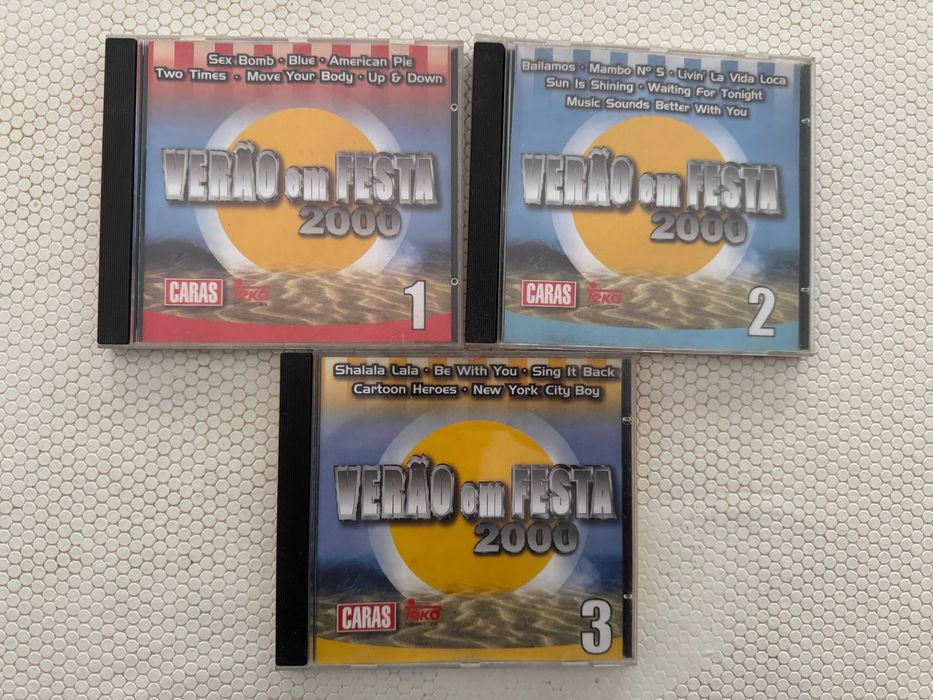 Sex Bomb • Blue • American Pie
Two Times • Move Your Body • Up & Down
VERÃO em FESTA
2000
CARAS
Teka
1
Bailamos • Mambo Nº 5 • Livin' La Vida Loca
Sun Is Shining • Waiting For Tonight
Music Sounds Better With You
VERÃO em FESTA
2000
CARAS
Teka
2
Shalala Lala • Be With You • Sing It Back
Cartoon Heroes • New York City Boy
VERÃO em FESTA
2000
CARAS
Teka
3